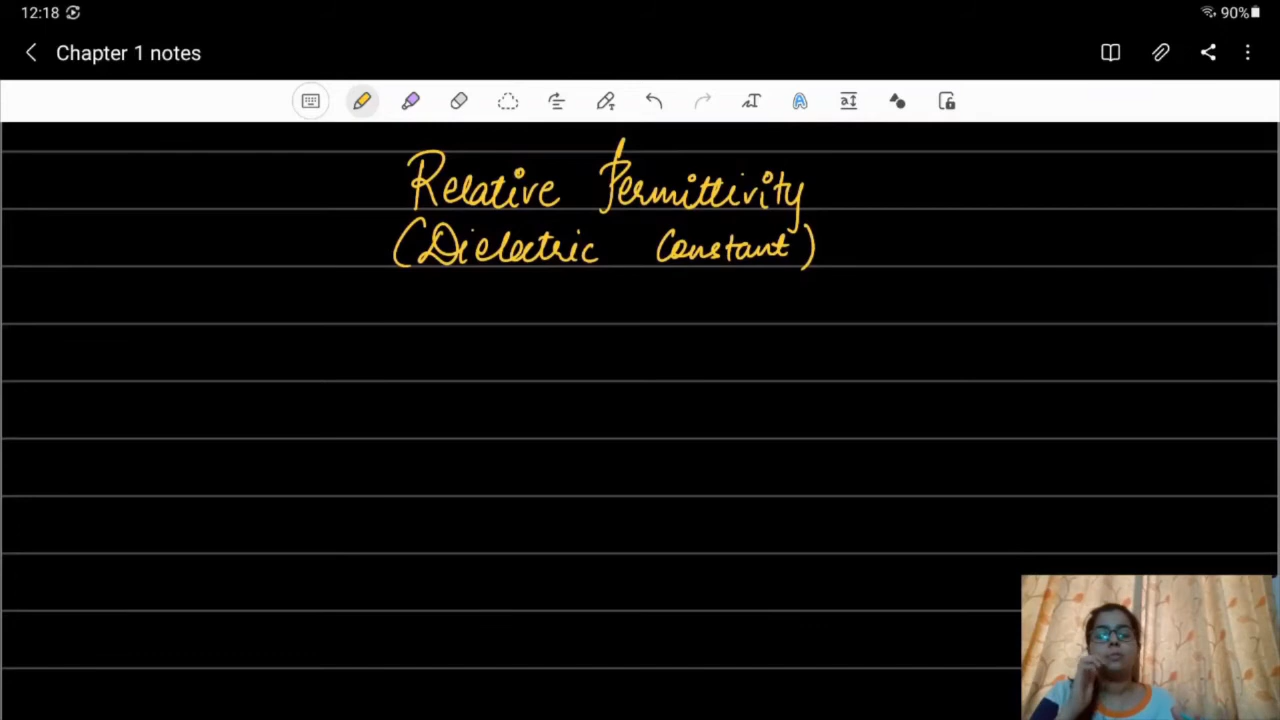 12:18
90%
Chapter 1 notes
Relative Permittivity
(Dielectric Constant)